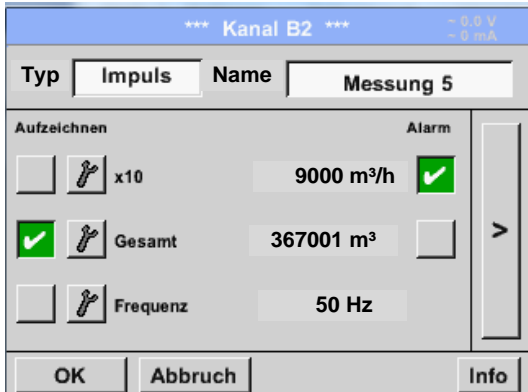 *** Kanal B2 *** ~ 0.0 V
~ 0 mA
Typ Impuls Name Messung 5
Aufzeichnen Alarm
x10 9000 m³/h
Gesamt 367001 m³
>
Frequenz 50 Hz
OK Abbruch Info